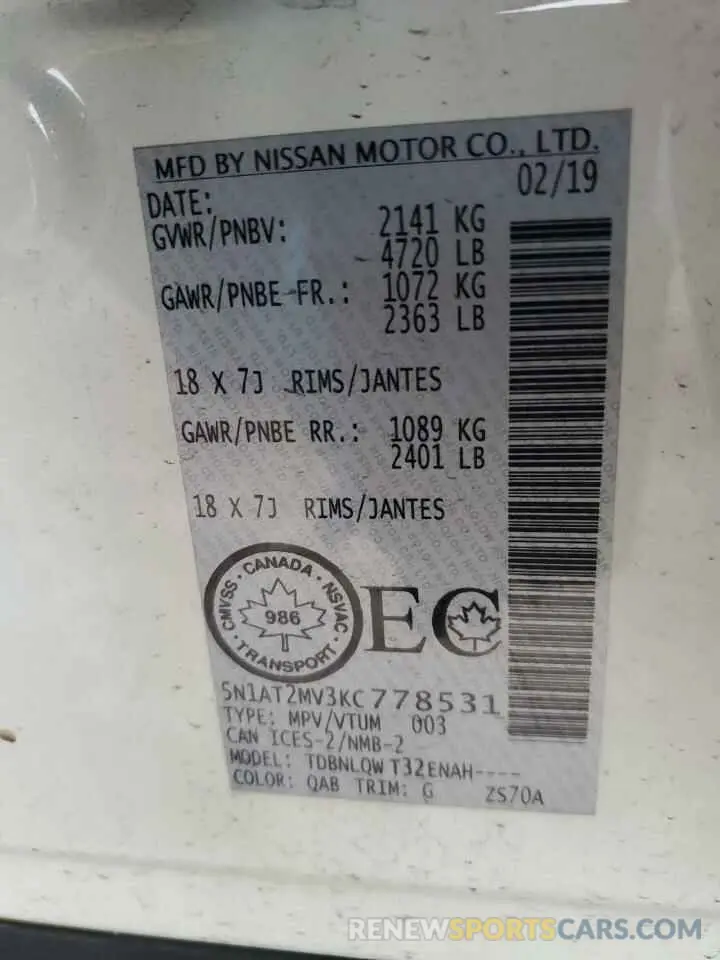 MFD BY NISSAN MOTOR CO., LTD.
DATE: 02/19
GVWR/PNBV: 2141 KG
4720 LB
GAWR/PNBE FR.: 1072 KG
2363 LB
18 X 7J RIMS/JANTES
GAWR/PNBE RR.: 1089 KG
2401 LB
18 X 7J RIMS/JANTES
CMVSS · CANADA · NSVAC · TRANSPORT ·
986
EC
5N1AT2MV3KC778531
TYPE: MPV/VTUM 003
CAN ICES-2/NMB-2
MODEL: TDBNLQW T32ENAH----
COLOR: QAB TRIM: G ZS70A
RENEWSPORTSCARS.COM